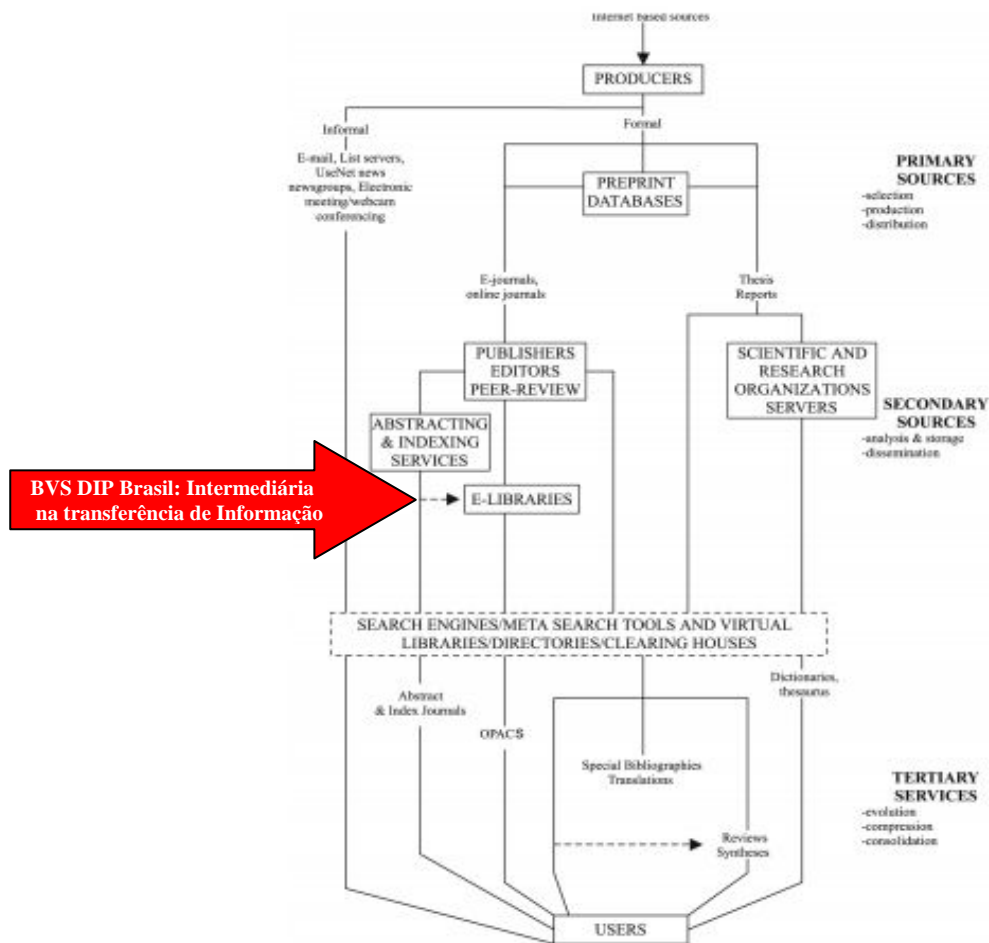 Internet based sources
PRODUCERS
Informal
Formal
E-mail, List servers,
UseNet news
newsgroups, Electronic
meeting/webcam
conferencing
PREPRINT
DATABASES
PRIMARY
SOURCES
-selection
-production
-distribution
E-journals,
online journals
Thesis
Reports
PUBLISHERS
EDITORS
PEER-REVIEW
SCIENTIFIC AND
RESEARCH
ORGANIZATIONS
SERVERS
SECONDARY
SOURCES
-analysis & storage
-dissemination
ABSTRACTING
& INDEXING
SERVICES
BVS DIP Brasil: Intermediária
na transferência de Informação
E-LIBRARIES
SEARCH ENGINES/META SEARCH TOOLS AND VIRTUAL
LIBRARIES/DIRECTORIES/CLEARING HOUSES
Abstract
& Index Journals
OPACS
Dictionaries,
thesaurus
Special Bibliographies
Translations
TERTIARY
SERVICES
-evolution
-compression
-consolidation
Reviews
Syntheses
USERS